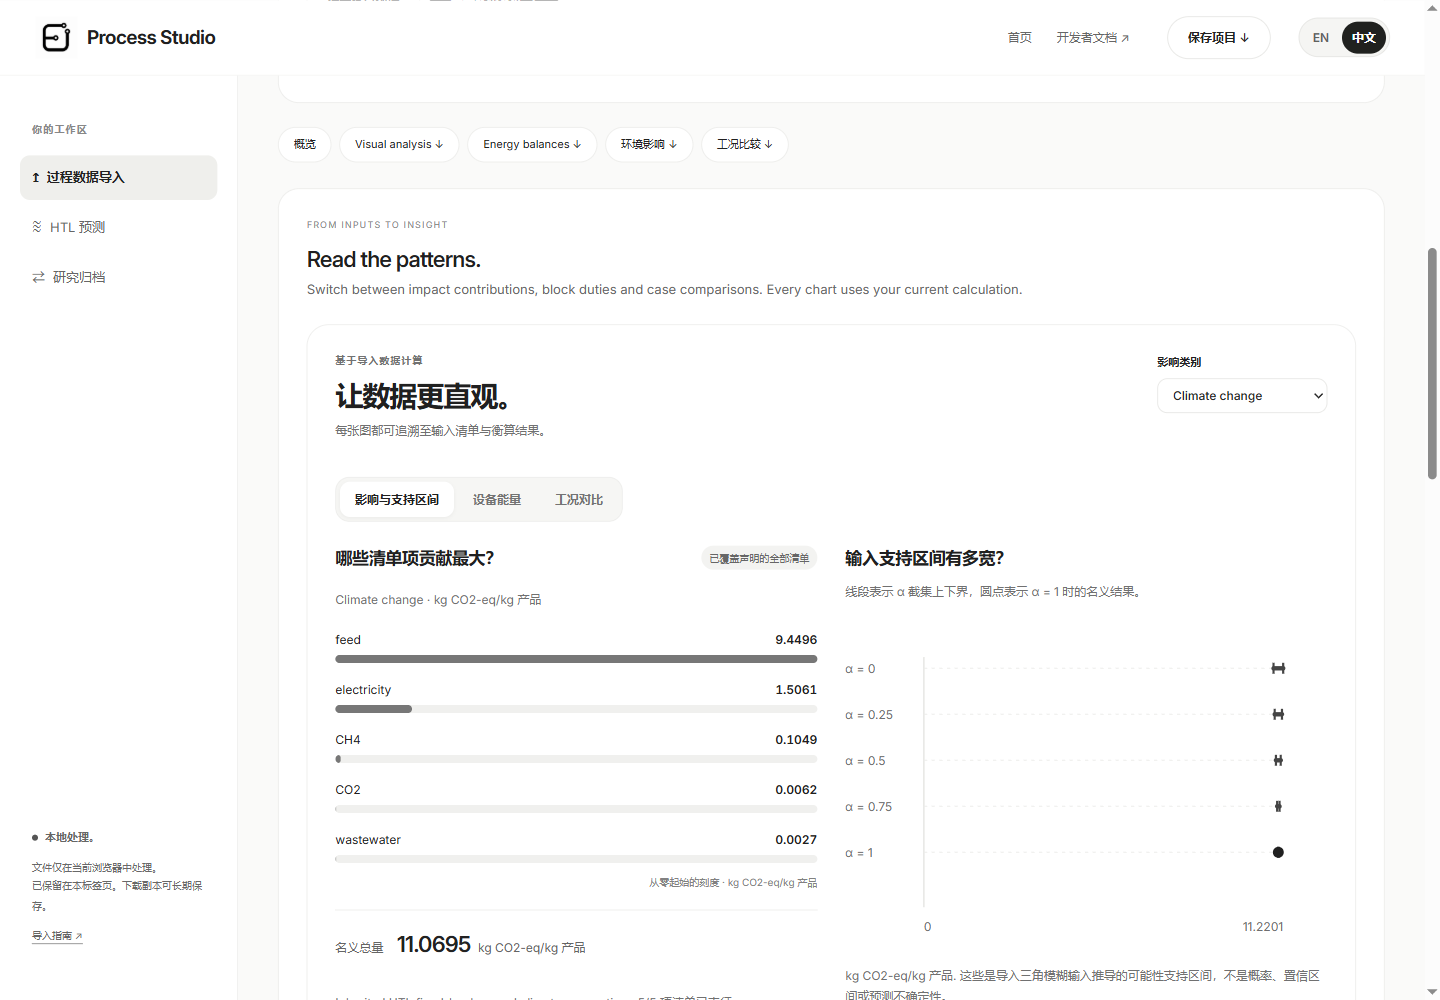 Process Studio
首页
开发者文档 ↗
保存项目 ↓
EN
中文
你的工作区
↥ 过程数据导入
HTL 预测
⇄ 研究归档
本地处理。
文件仅在当前浏览器中处理。
已保留在本标签页。下载副本可长期保
存。
导入指南 ↗
概览
Visual analysis ↓
Energy balances ↓
环境影响 ↓
工况比较 ↓
FROM INPUTS TO INSIGHT
Read the patterns.
Switch between impact contributions, block duties and case comparisons. Every chart uses your current calculation.
基于导入数据计算
让数据更直观。
每张图都可追溯至输入清单与衡算结果。
影响类别
Climate change
影响与支持区间
设备能量
工况对比
哪些清单项贡献最大？
已覆盖声明的全部清单
Climate change · kg CO2-eq/kg 产品
feed 9.4496
electricity 1.5061
CH4 0.1049
CO2 0.0062
wastewater 0.0027
从零起始的刻度 · kg CO2-eq/kg 产品
名义总量 11.0695 kg CO2-eq/kg 产品
输入支持区间有多宽？
线段表示 α 截集上下界，圆点表示 α = 1 时的名义结果。
α = 0
α = 0.25
α = 0.5
α = 0.75
α = 1
0 11.2201
kg CO2-eq/kg 产品. 这些是导入三角模糊输入推导的可能性支持区间，不是概率、置信区
间或预测不确定性。